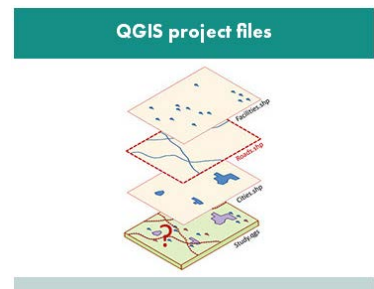 QGIS project files
Facilities.shp
Roads.shp
Cities.shp
?
Study.qgs